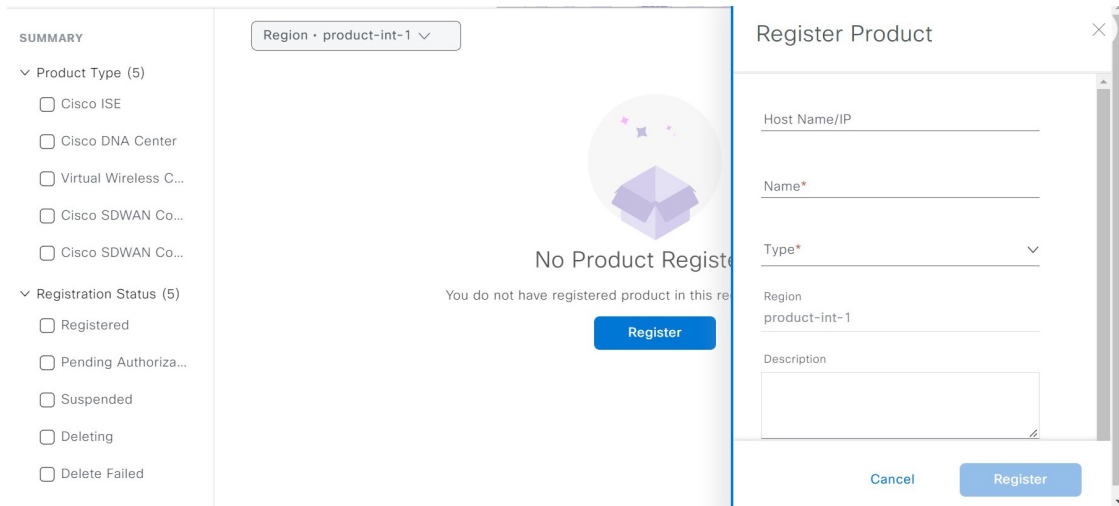 SUMMARY
Product Type (5)
Cisco ISE
Cisco DNA Center
Virtual Wireless C...
Cisco SDWAN Co...
Cisco SDWAN Co...
Registration Status (5)
Registered
Pending Authoriza...
Suspended
Deleting
Delete Failed
Region • product-int-1
No Product Registe
You do not have registered product in this re
Register
Register Product
Host Name/IP
Name*
Type*
Region
product-int-1
Description
Cancel
Register